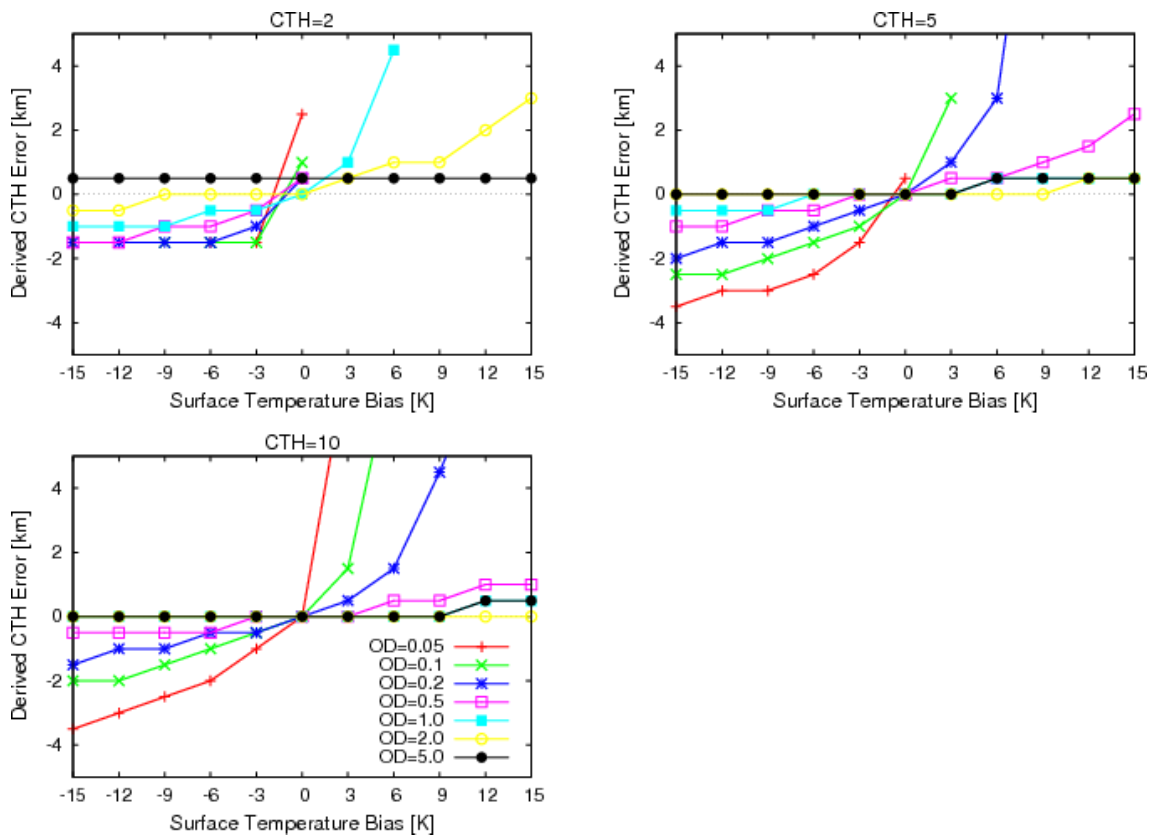 CTH=2
Derived CTH Error [km]
4
2
0
-2
-4
-15 -12 -9 -6 -3 0 3 6 9 12 15
Surface Temperature Bias [K]
CTH=5
Derived CTH Error [km]
4
2
0
-2
-4
-15 -12 -9 -6 -3 0 3 6 9 12 15
Surface Temperature Bias [K]
CTH=10
Derived CTH Error [km]
4
2
0
-2
-4
OD=0.05
OD=0.1
OD=0.2
OD=0.5
OD=1.0
OD=2.0
OD=5.0
-15 -12 -9 -6 -3 0 3 6 9 12 15
Surface Temperature Bias [K]